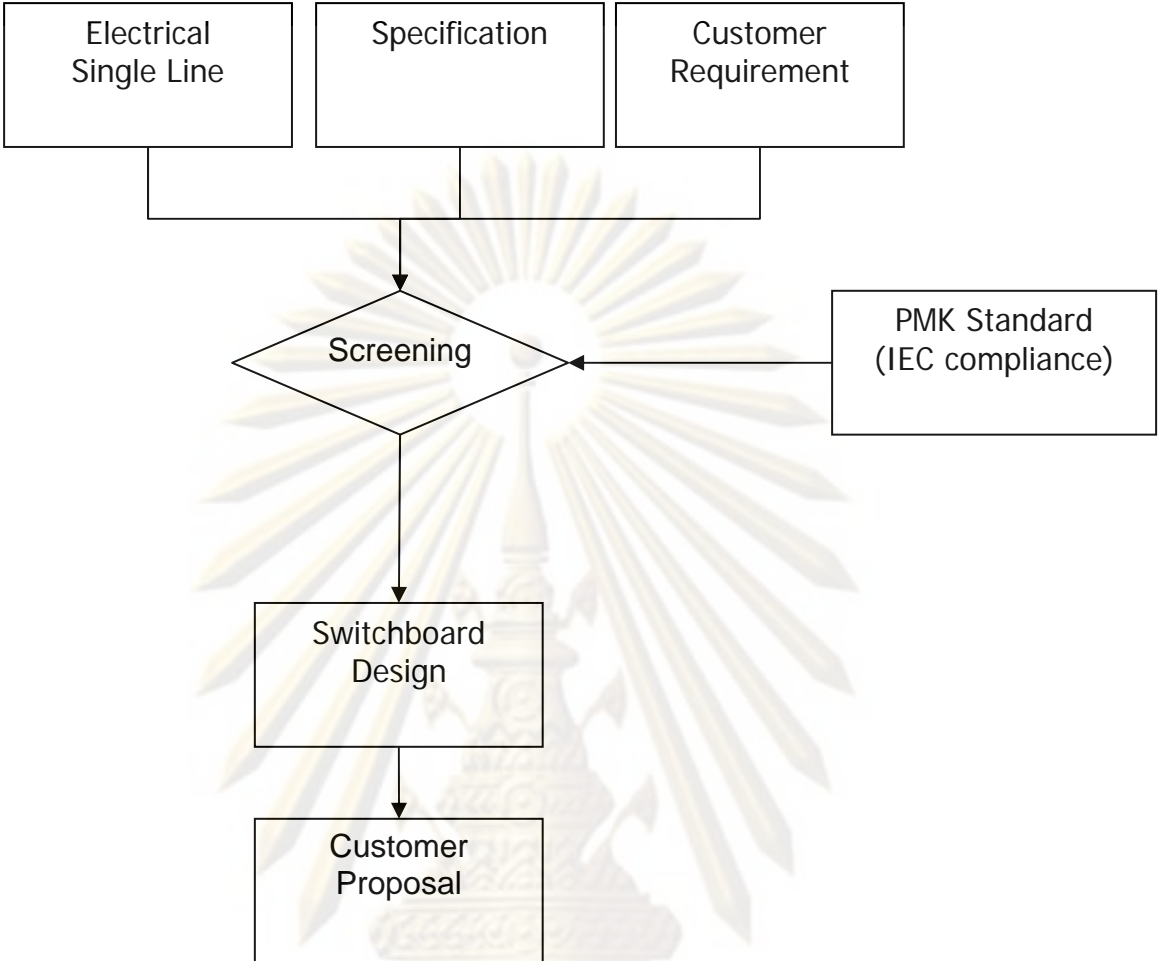 Electrical
Single Line
Specification
Customer
Requirement
Screening
PMK Standard
(IEC compliance)
Switchboard
Design
Customer
Proposal